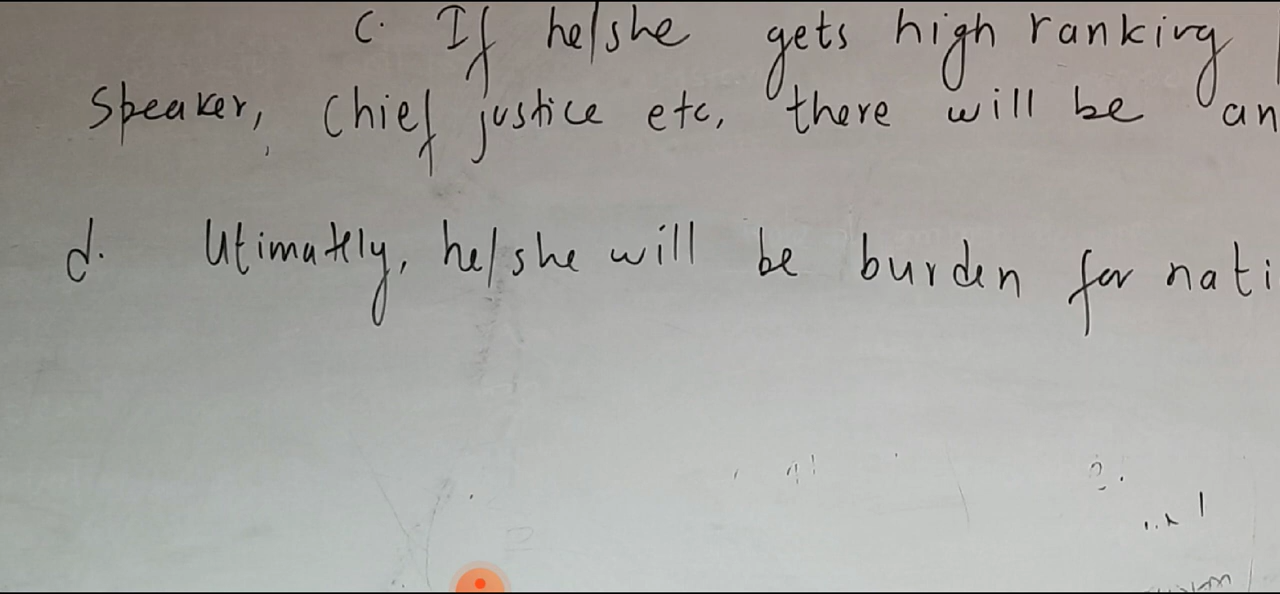 c. If he/she gets high ranking
Speaker, Chief justice etc, there will be an
d. Utimately, he/she will be burden for nati